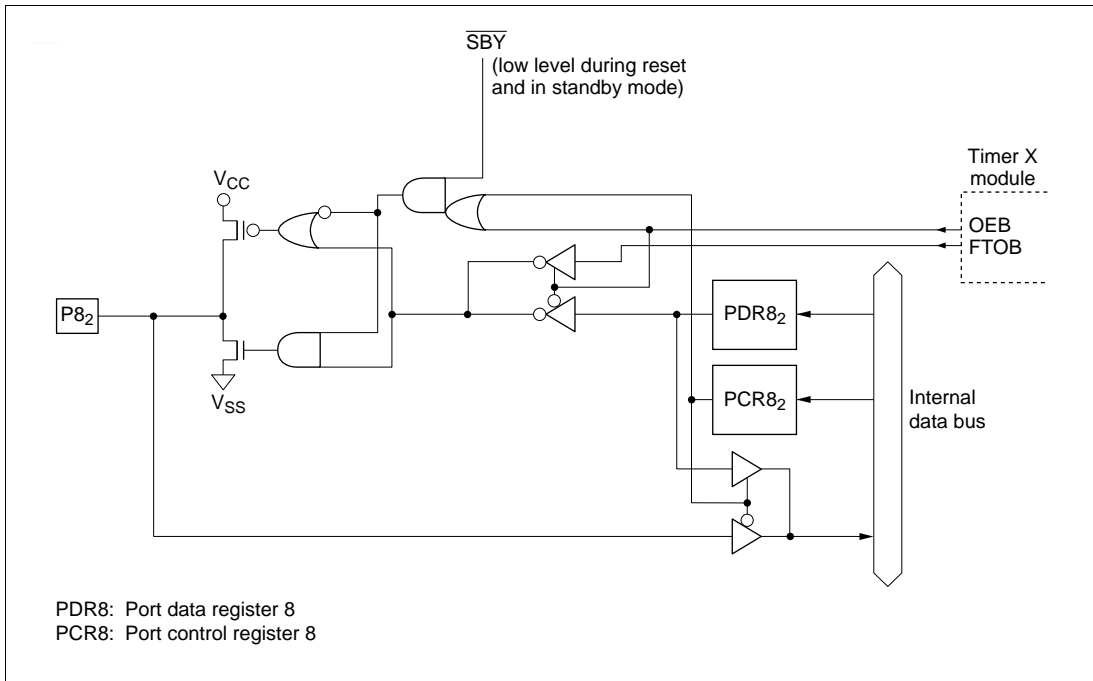 SBY
(low level during reset
and in standby mode)
Timer X
module
VCC
OEB
FTOB
P82
PDR82
PCR82
VSS
Internal
data bus
PDR8: Port data register 8
PCR8: Port control register 8